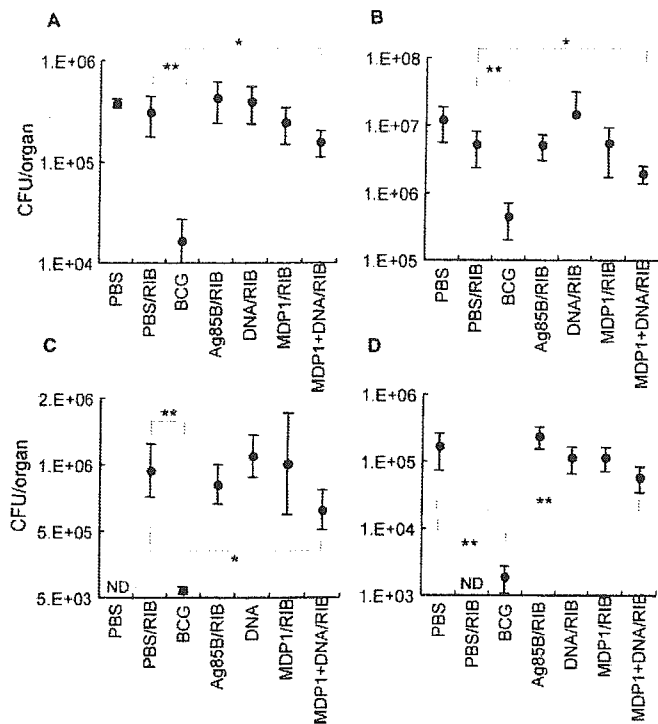 A
B
*
*
1.E+06
**
1.E+08
**
1.E+07
1.E+05
1.E+06
CFU/organ
1.E+04
1.E+05
PBS
PBS/RIB
BCG
Ag85B/RIB
DNA/RIB
MDP1/RIB
MDP1+DNA/RIB
PBS
PBS/RIB
BCG
Ag85B/RIB
DNA/RIB
MDP1/RIB
MDP1+DNA/RIB
C
D
2.E+06
1.E+06
**
1.E+06
1.E+05
CFU/organ
5.E+05
1.E+04
**
**
*
ND
ND
5.E+03
1.E+03
PBS
PBS/RIB
BCG
Ag85B/RIB
DNA
MDP1/RIB
MDP1+DNA/RIB
PBS
PBS/RIB
BCG
Ag85B/RIB
DNA/RIB
MDP1/RIB
MDP1+DNA/RIB